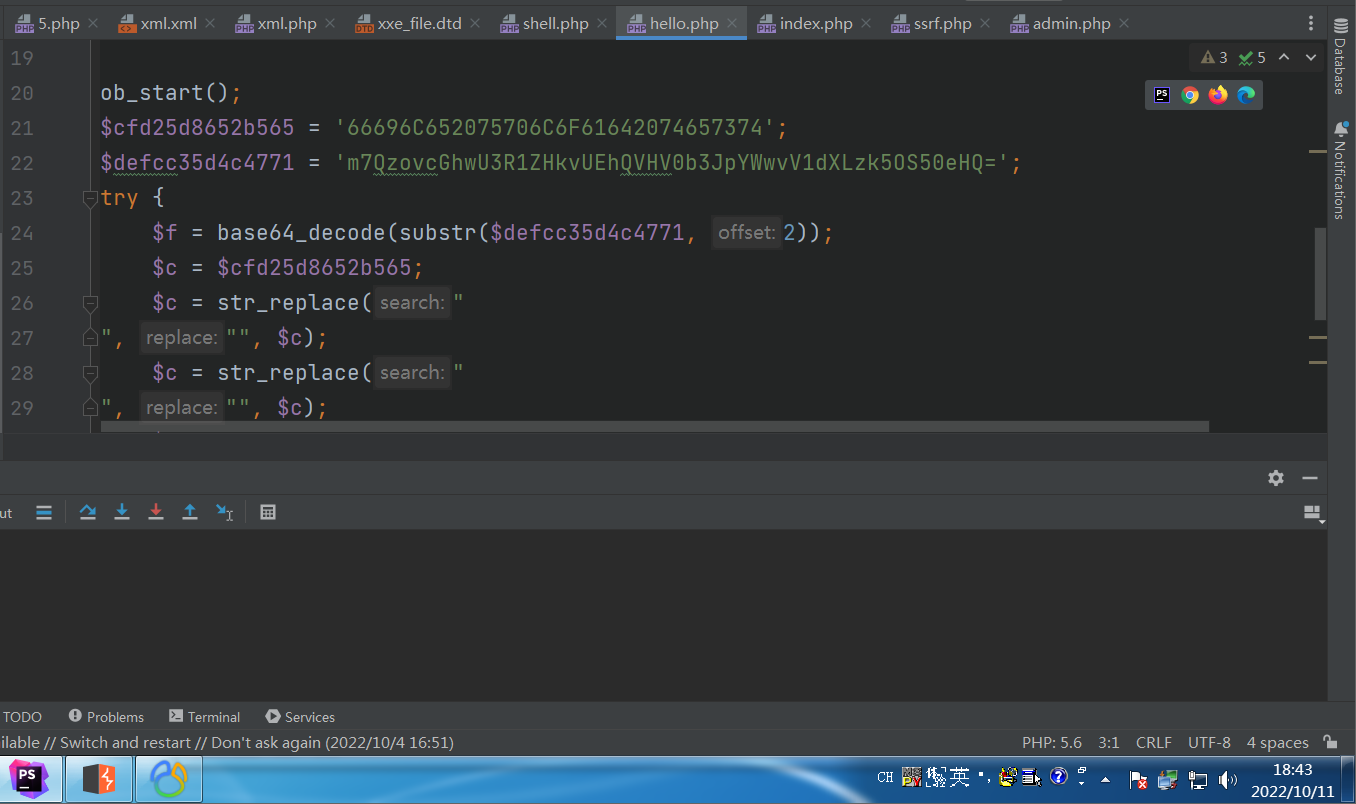 5.php xml.xml xml.php xxe_file.dtd shell.php hello.php index.php ssrf.php admin.php
19
3 5
20 ob_start();
21 $cfd25d8652b565 = '66696C652075706C6F61642074657374';
22 $defcc35d4c4771 = 'm7QzovcGhwU3R1ZHkvUEhQVHV0b3JpYWwvV1dXLzk5OS50eHQ=';
23 try {
24 $f = base64_decode(substr($defcc35d4c4771, offset: 2));
25 $c = $cfd25d8652b565;
26 $c = str_replace( search: "
27 ", replace: "", $c);
28 $c = str_replace( search: "
29 ", replace: "", $c);
Database
Notifications
ut
TODO Problems Terminal Services
ilable // Switch and restart // Don't ask again (2022/10/4 16:51) PHP: 5.6 3:1 CRLF UTF-8 4 spaces
PS CH 英 18:43
2022/10/11